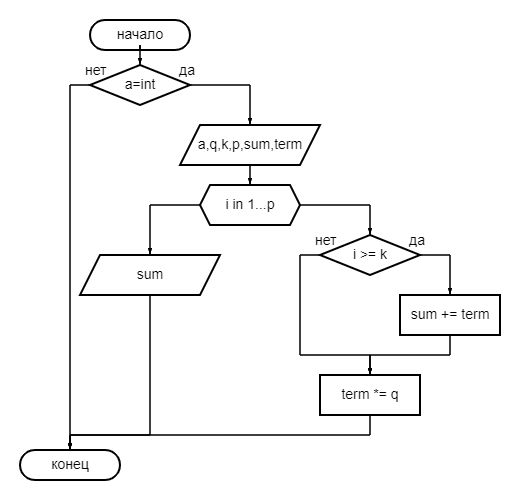 начало
нет
да
a=int
a,q,k,p,sum,term
i in 1...p
нет
да
i >= k
sum
sum += term
term *= q
конец